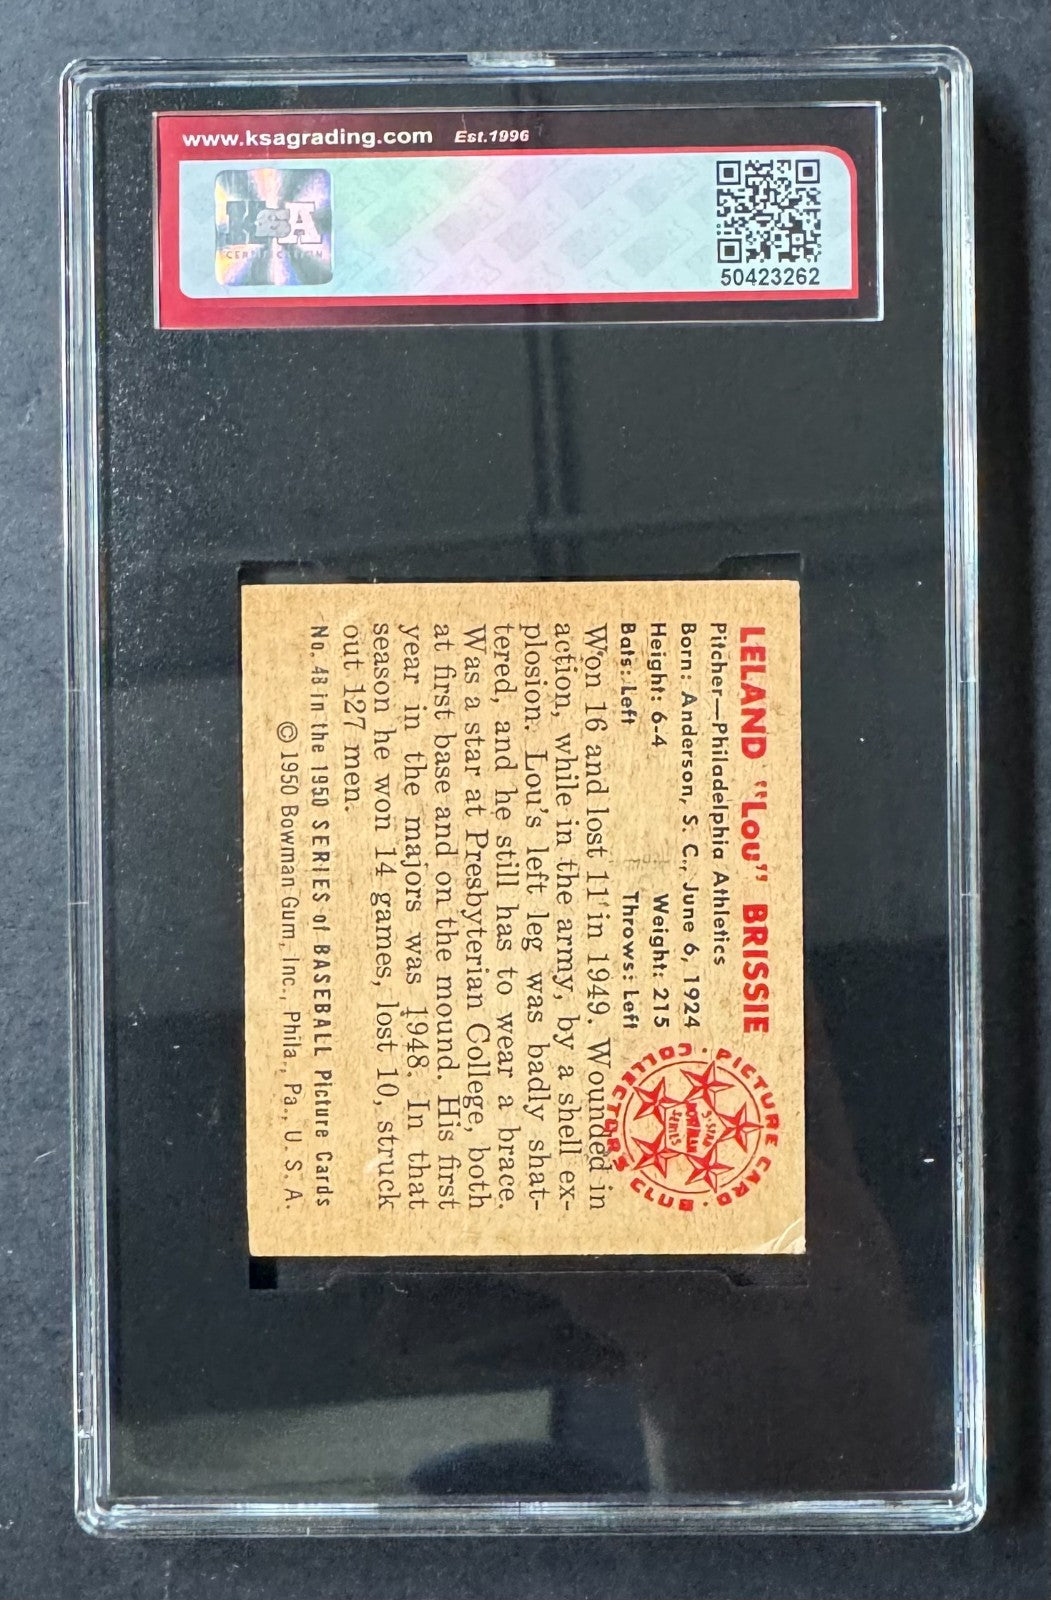 www.ksagrading.com Est.1996
KSA
CERTIFICATION
50423262
LELAND "Lou" BRISSIE
Pitcher—Philadelphia Athletics
Born: Anderson, S. C., June 6, 1924
Height: 6-4 Weight: 215
Bats: Left Throws: Left
Won 16 and lost 11 in 1949. Wounded in
action, while in the army, by a shell ex-
plosion. Lou's left leg was badly shat-
tered, and he still has to wear a brace.
Was a star at Presbyterian College, both
at first base and on the mound. His first
year in the majors was 1948. In that
season he won 14 games, lost 10, struck
out 127 men.
No. 48 in the 1950 SERIES of BASEBALL Picture Cards
© 1950 Bowman Gum, Inc., Phila., Pa., U. S. A.
PICTURE CARD COLLECTORS CLUB
5-STAR
BOWMAN
SERIES